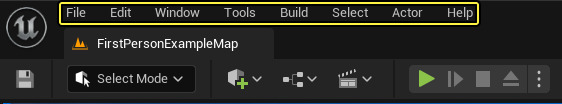 File Edit Window Tools Build Select Actor Help
FirstPersonExampleMap
Select Mode